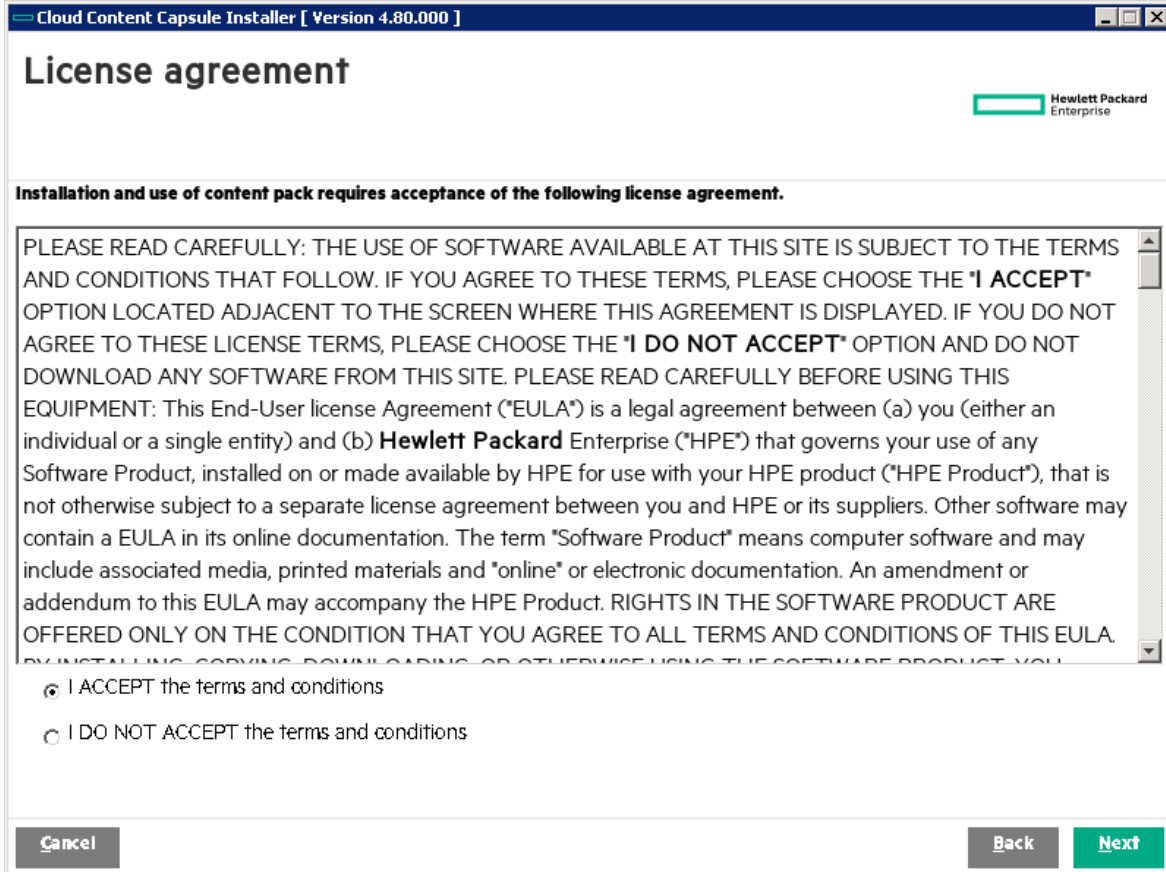 Cloud Content Capsule Installer [ Version 4.80.000 ]
License agreement
Hewlett Packard
Enterprise
Installation and use of content pack requires acceptance of the following license agreement.
PLEASE READ CAREFULLY: THE USE OF SOFTWARE AVAILABLE AT THIS SITE IS SUBJECT TO THE TERMS
AND CONDITIONS THAT FOLLOW. IF YOU AGREE TO THESE TERMS, PLEASE CHOOSE THE "I ACCEPT"
OPTION LOCATED ADJACENT TO THE SCREEN WHERE THIS AGREEMENT IS DISPLAYED. IF YOU DO NOT
AGREE TO THESE LICENSE TERMS, PLEASE CHOOSE THE "I DO NOT ACCEPT" OPTION AND DO NOT
DOWNLOAD ANY SOFTWARE FROM THIS SITE. PLEASE READ CAREFULLY BEFORE USING THIS
EQUIPMENT: This End-User license Agreement ("EULA") is a legal agreement between (a) you (either an
individual or a single entity) and (b) Hewlett Packard Enterprise ("HPE") that governs your use of any
Software Product, installed on or made available by HPE for use with your HPE product ("HPE Product"), that is
not otherwise subject to a separate license agreement between you and HPE or its suppliers. Other software may
contain a EULA in its online documentation. The term "Software Product" means computer software and may
include associated media, printed materials and "online" or electronic documentation. An amendment or
addendum to this EULA may accompany the HPE Product. RIGHTS IN THE SOFTWARE PRODUCT ARE
OFFERED ONLY ON THE CONDITION THAT YOU AGREE TO ALL TERMS AND CONDITIONS OF THIS EULA.
BY INSTALLING, COPYING, DOWNLOADING, OR OTHERWISE USING THE SOFTWARE PRODUCT, YOU
I ACCEPT the terms and conditions
I DO NOT ACCEPT the terms and conditions
Cancel
Back
Next